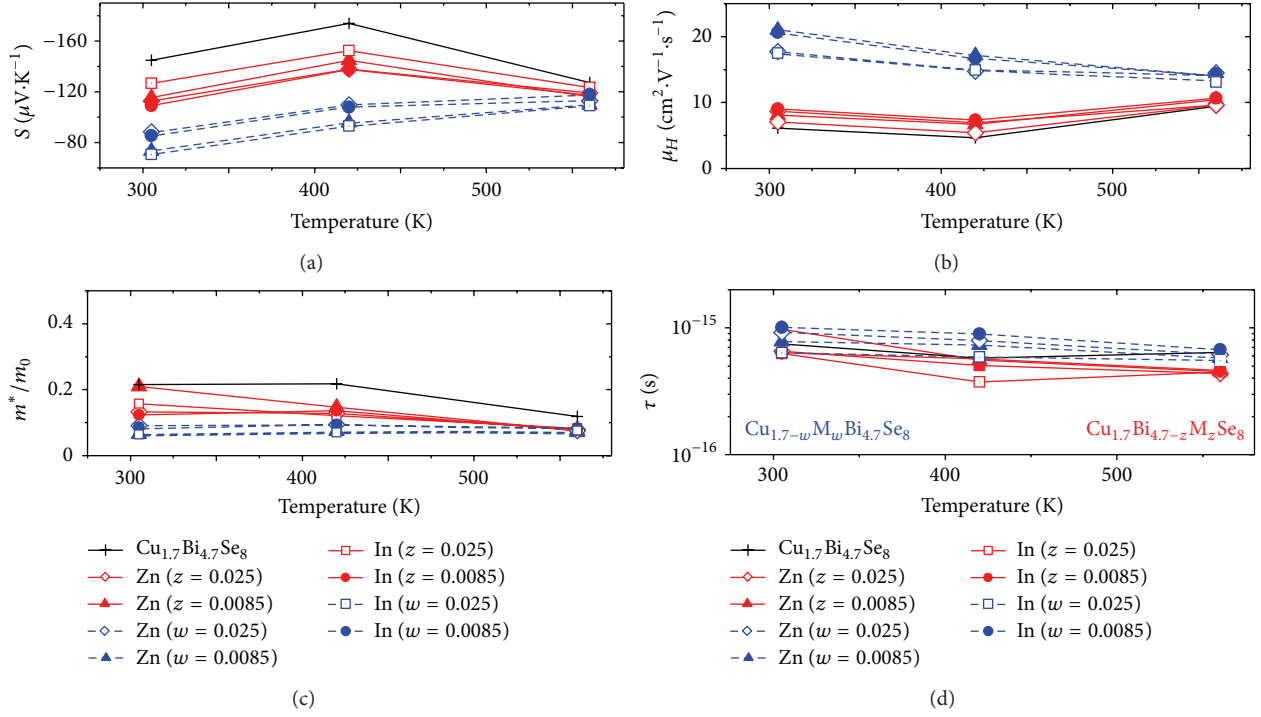 −160
−120
−80
S (μV·K⁻¹)
300 400 500
Temperature (K)
(a)
20
15
10
5
0
μ_H (cm²·V⁻¹·s⁻¹)
300 400 500
Temperature (K)
(b)
0.4
0.2
0
m*/m₀
300 400 500
Temperature (K)
Cu₁.₇Bi₄.₇Se₈
Zn (z = 0.025)
Zn (z = 0.0085)
Zn (w = 0.025)
Zn (w = 0.0085)
In (z = 0.025)
In (z = 0.0085)
In (w = 0.025)
In (w = 0.0085)
(c)
10⁻¹⁵
10⁻¹⁶
τ (s)
Cu₁.₇₋wMwBi₄.₇Se₈
Cu₁.₇Bi₄.₇₋zMzSe₈
300 400 500
Temperature (K)
Cu₁.₇Bi₄.₇Se₈
Zn (z = 0.025)
Zn (z = 0.0085)
Zn (w = 0.025)
Zn (w = 0.0085)
In (z = 0.025)
In (z = 0.0085)
In (w = 0.025)
In (w = 0.0085)
(d)